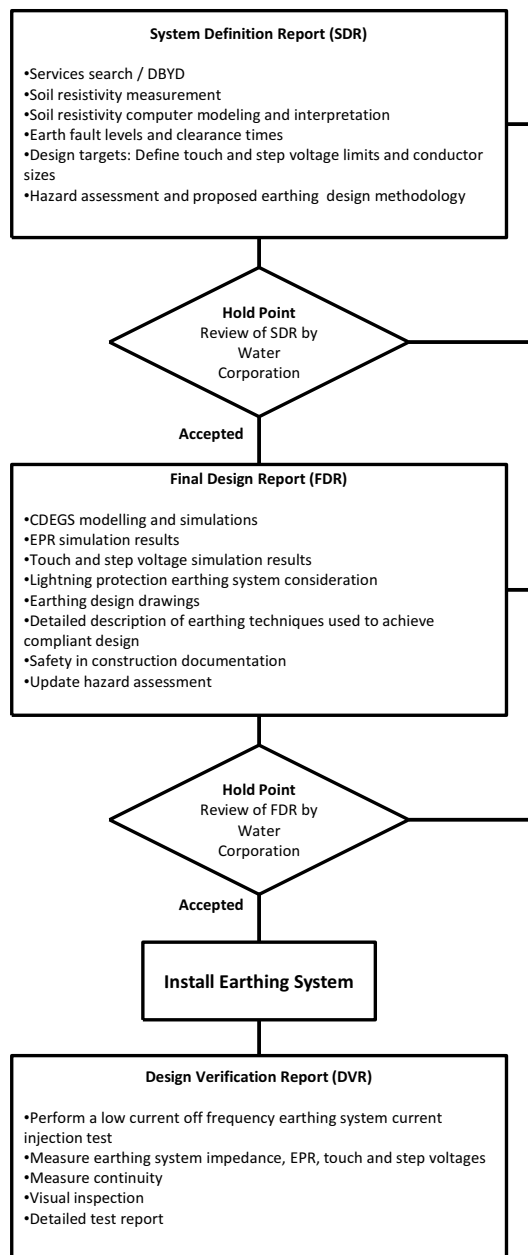 System Definition Report (SDR)
•Services search / DBYD
•Soil resistivity measurement
•Soil resistivity computer modeling and interpretation
•Earth fault levels and clearance times
•Design targets: Define touch and step voltage limits and conductor
sizes
•Hazard assessment and proposed earthing  design methodology
Hold Point
Review of SDR by
Water
Corporation
Accepted
Final Design Report (FDR)
•CDEGS modelling and simulations
•EPR simulation results
•Touch and step voltage simulation results
•Lightning protection earthing system consideration
•Earthing design drawings
•Detailed description of earthing techniques used to achieve
compliant design
•Safety in construction documentation
•Update hazard assessment
Hold Point
Review of FDR by
Water
Corporation
Accepted
Install Earthing System
Design Verification Report (DVR)
•Perform a low current off frequency earthing system current
injection test
•Measure earthing system impedance, EPR, touch and step voltages
•Measure continuity
•Visual inspection
•Detailed test report